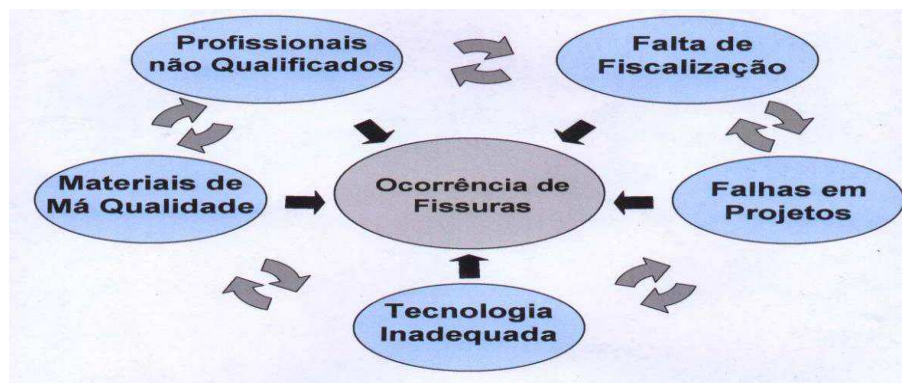 Profissionais
não Qualificados
Falta de
Fiscalização
Materiais de
Má Qualidade
Ocorrência de
Fissuras
Falhas em
Projetos
Tecnologia
Inadequada